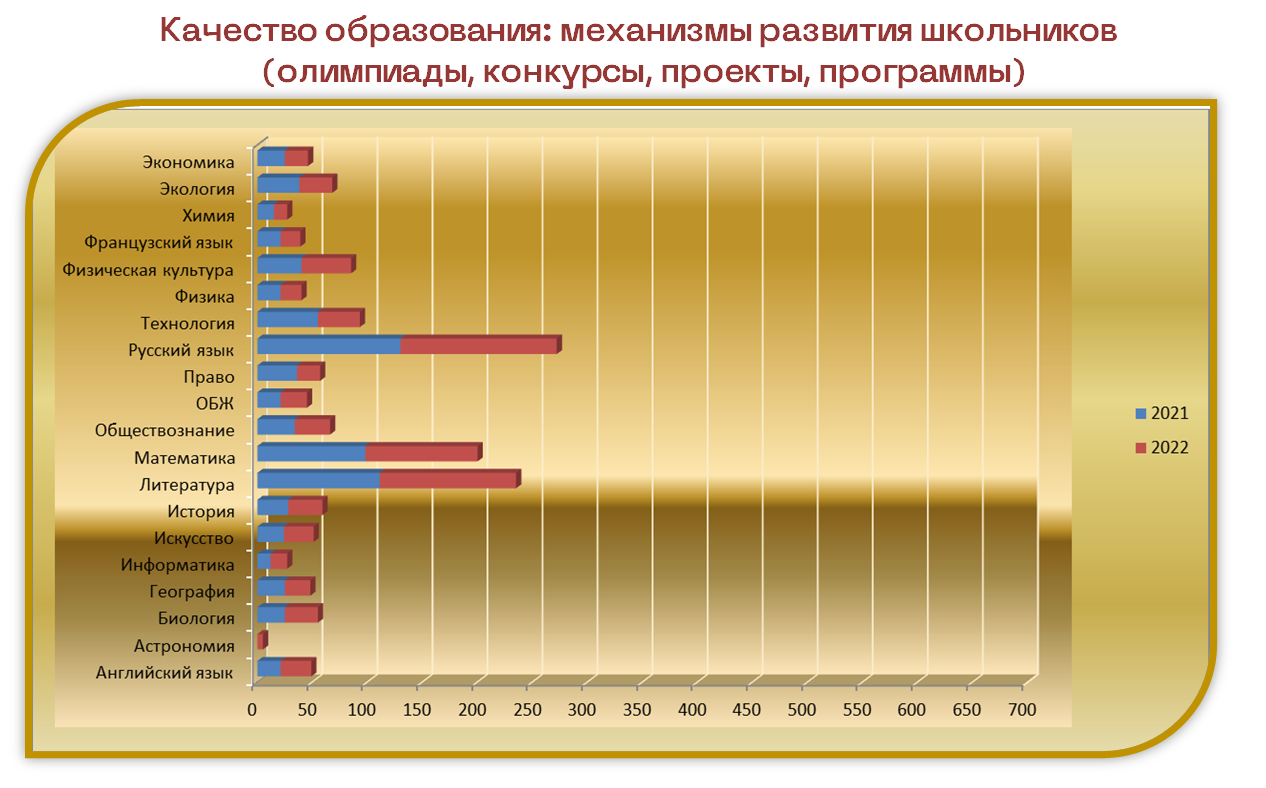 Качество образования: механизмы развития школьников
(олимпиады, конкурсы, проекты, программы)
Экономика
Экология
Химия
Французский язык
Физическая культура
Физика
Технология
Русский язык
Право
ОБЖ
Обществознание
Математика
Литература
История
Искусство
Информатика
География
Биология
Астрономия
Английский язык
0 50 100 150 200 250 300 350 400 450 500 550 600 650 700
2021
2022